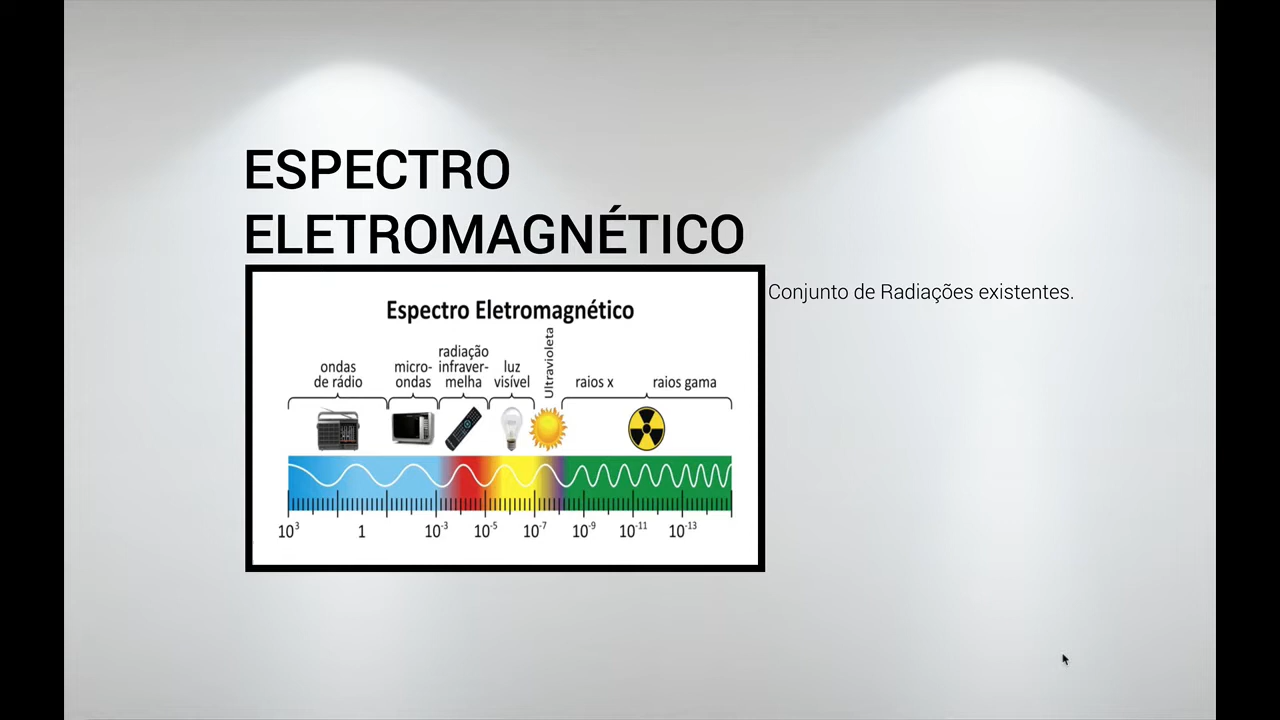 ESPECTRO
ELETROMAGNÉTICO
Conjunto de Radiações existentes.
Espectro Eletromagnético
ondas
de rádio
micro-
ondas
radiação
infraver-
melha
luz
visível
Ultravioleta
raios x
raios gama
10³ 1 10⁻³ 10⁻⁵ 10⁻⁷ 10⁻⁹ 10⁻¹¹ 10⁻¹³